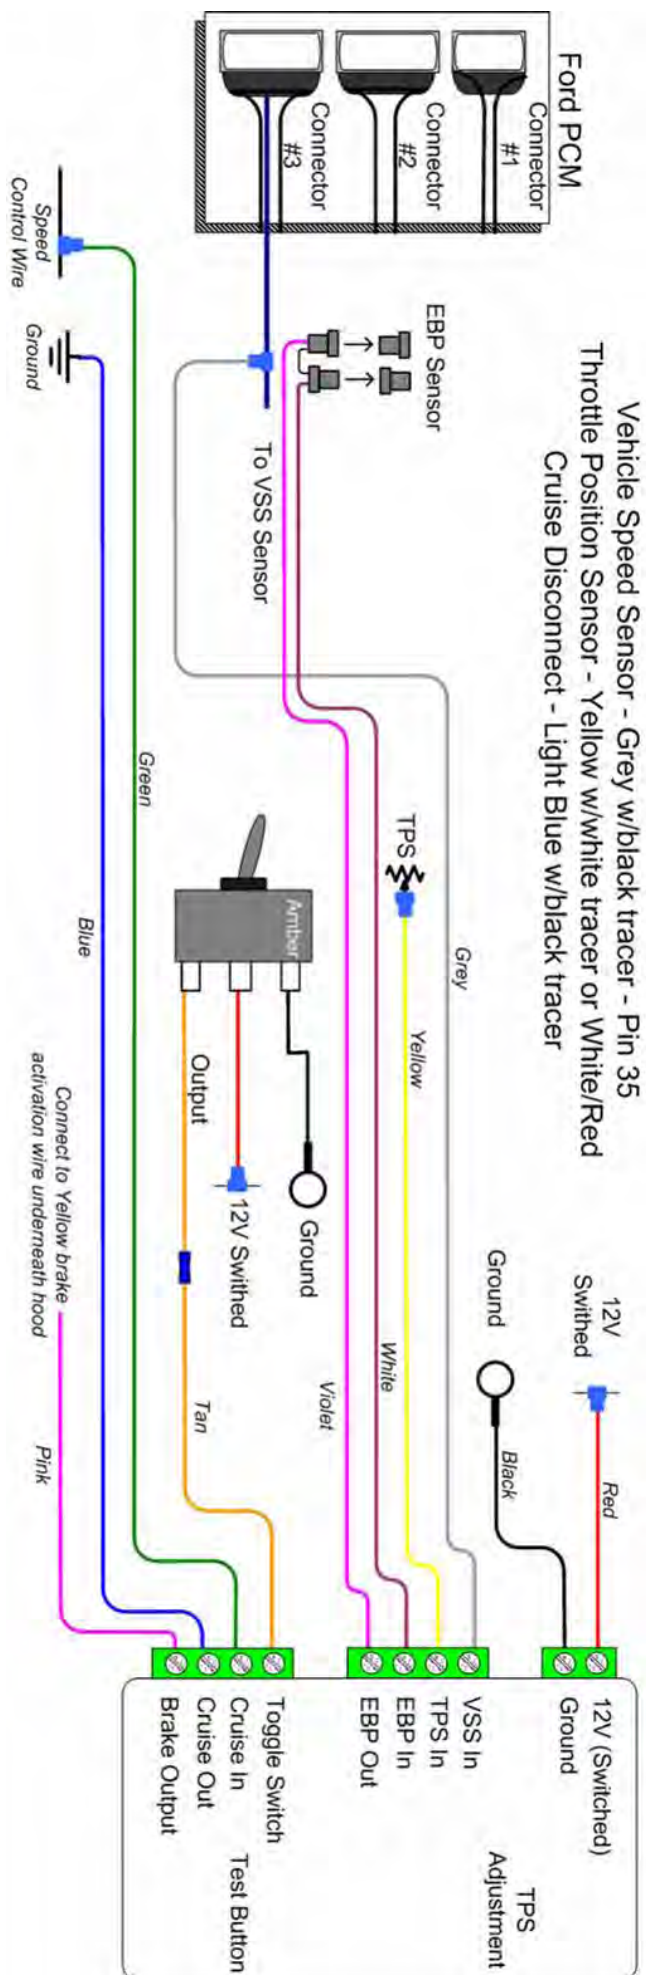 Vehicle Speed Sensor - Grey w/black tracer - Pin 35
Throttle Position Sensor - Yellow w/white tracer or White/Red
Cruise Disconnect - Light Blue w/black tracer
Ford PCM
Connector
#1
Connector
#2
Connector
#3
EBP Sensor
To VSS Sensor
Speed
Control Wire
Ground
Green
Blue
TPS
Grey
Yellow
Amber
Output
12V Swithed
Ground
Connect to Yellow brake
activation wire underneath hood
Pink
Tan
Violet
White
12V
Swithed
Ground
Red
Black
12V (Switched)
Ground
VSS In
TPS In
EBP In
EBP Out
Toggle Switch
Cruise In
Cruise Out
Brake Output
TPS
Adjustment
Test Button